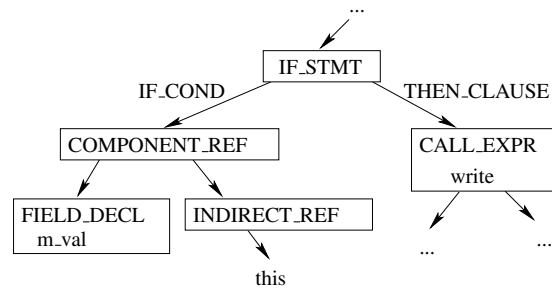 ...
IF_STMT
IF_COND
THEN_CLAUSE
COMPONENT_REF
CALL_EXPR
write
FIELD_DECL
m_val
INDIRECT_REF
...
...
this